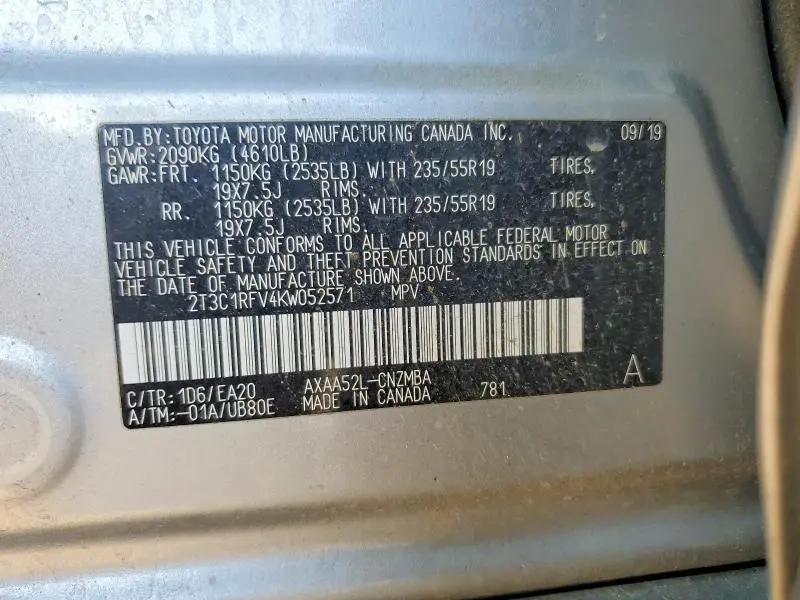 MFD.BY:TOYOTA MOTOR MANUFACTURING CANADA INC. 09/19
GVWR:2090KG (4610LB)
GAWR:FRT. 1150KG (2535LB) WITH 235/55R19 TIRES,
19X7.5J RIMS.
RR. 1150KG (2535LB) WITH 235/55R19 TIRES,
19X7.5J RIMS.
THIS VEHICLE CONFORMS TO ALL APPLICABLE FEDERAL MOTOR
VEHICLE SAFETY AND THEFT PREVENTION STANDARDS IN EFFECT ON
THE DATE OF MANUFACTURE SHOWN ABOVE.
2T3C1RFV4KW052571 MPV
C/TR:1D6/EA20 AXAA52L-CNZMBA A
A/TM:-01A/UB80E MADE IN CANADA 781